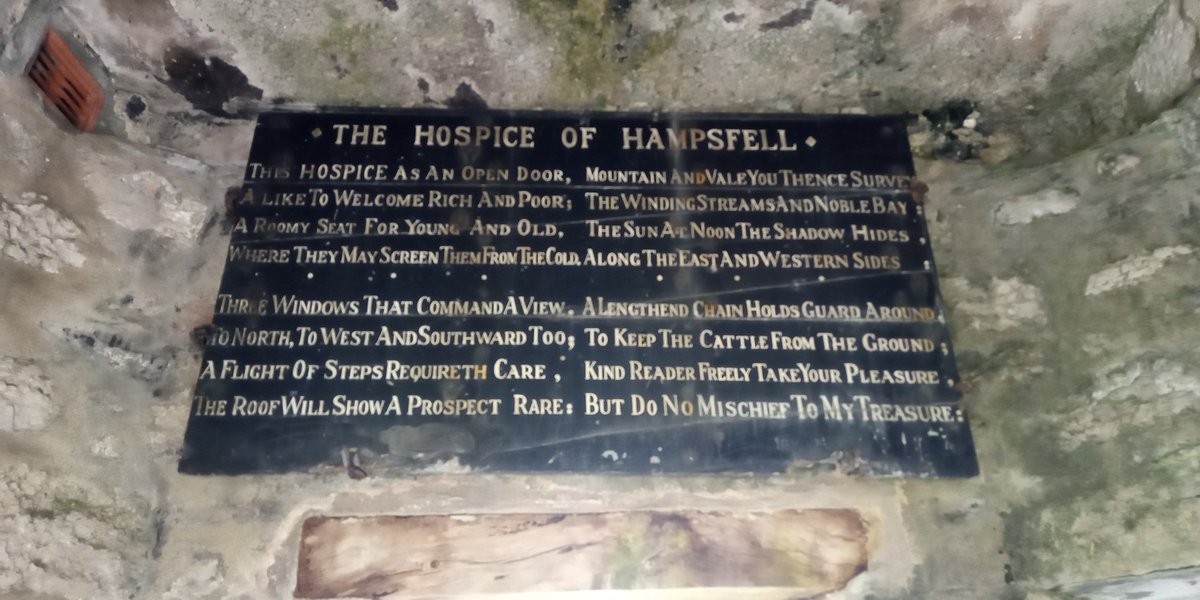 THE HOSPICE OF HAMPSFELL
THIS HOSPICE AS AN OPEN DOOR,
A LIKE TO WELCOME RICH AND POOR;
A ROOMY SEAT FOR YOUNG AND OLD,
WHERE THEY MAY SCREEN THEM FROM THE COLD.
THREE WINDOWS THAT COMMAND A VIEW.
TO NORTH, TO WEST AND SOUTHWARD TOO;
A FLIGHT OF STEPS REQUIRETH CARE,
THE ROOF WILL SHOW A PROSPECT RARE:
MOUNTAIN AND VALE YOU THENCE SURVEY
THE WINDING STREAMS AND NOBLE BAY;
THE SUN AT NOON THE SHADOW HIDES,
ALONG THE EAST AND WESTERN SIDES
A LENGTHEND CHAIN HOLDS GUARD AROUND,
TO KEEP THE CATTLE FROM THE GROUND;
KIND READER FREELY TAKE YOUR PLEASURE,
BUT DO NO MISCHIEF TO MY TREASURE: